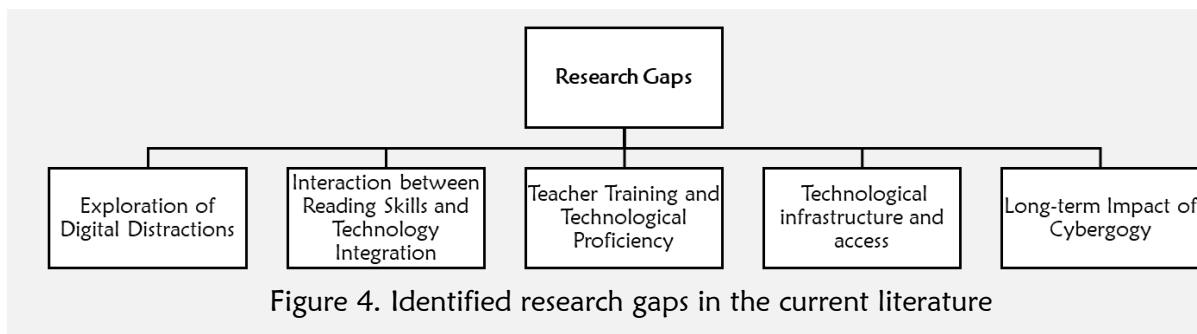 Research Gaps
Exploration of
Digital Distractions
Interaction between
Reading Skills and
Technology
Integration
Teacher Training and
Technological
Proficiency
Technological
infrastructure and
access
Long-term Impact of
Cybergogy
Figure 4. Identified research gaps in the current literature